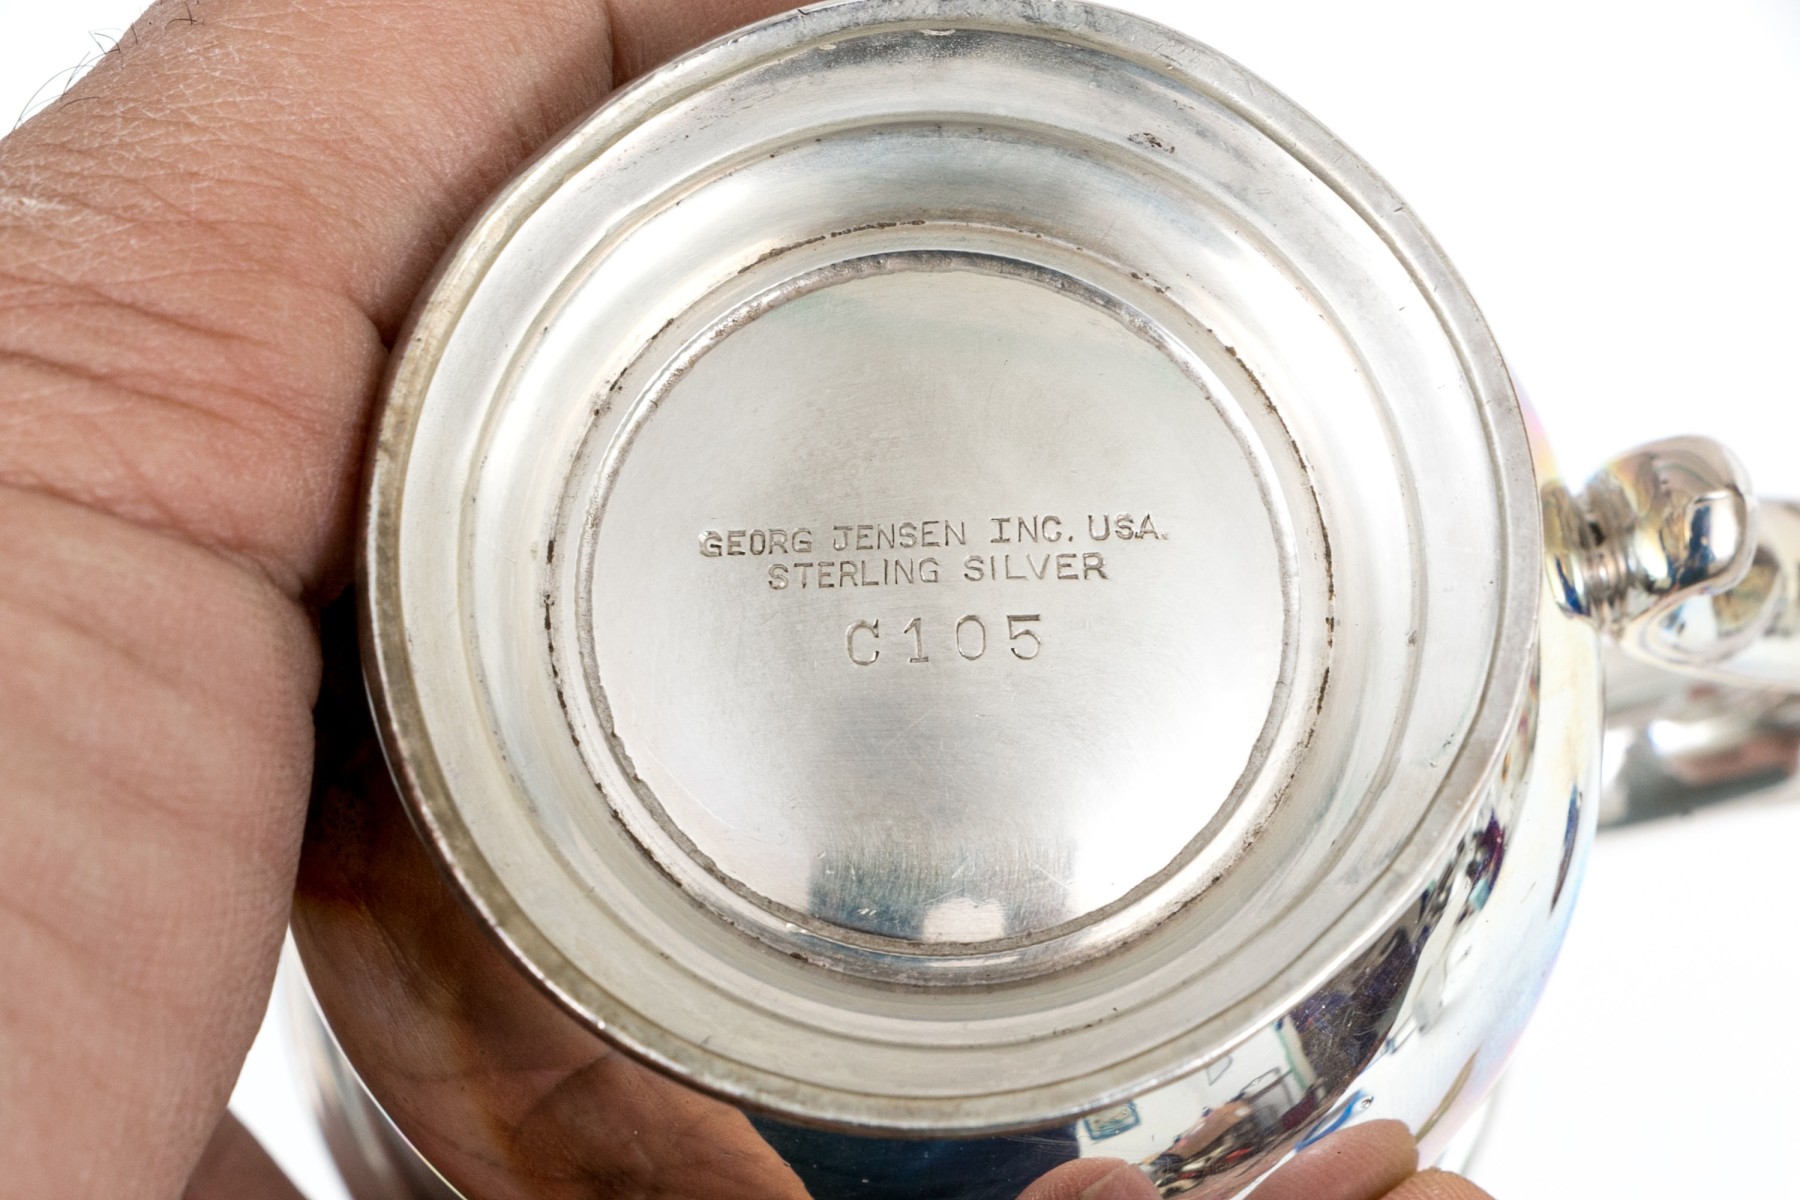 GEORG JENSEN INC. USA.
STERLING SILVER
C105